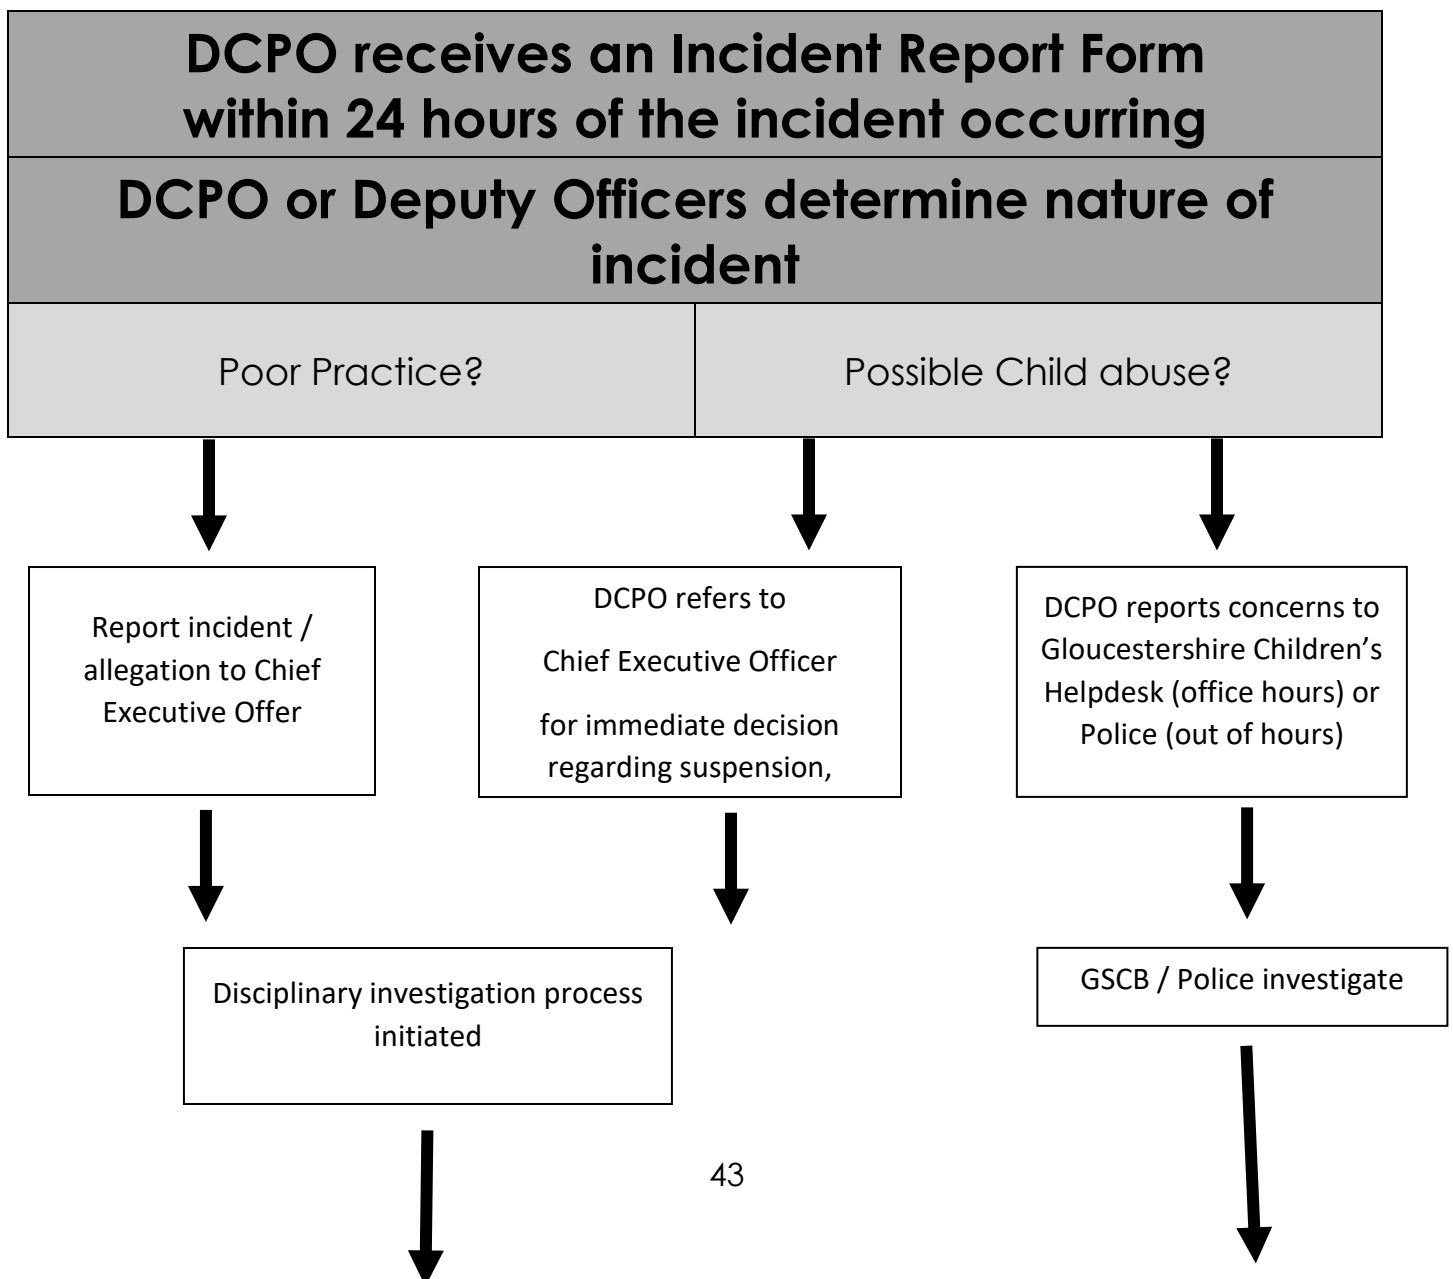 DCPO receives an Incident Report Form
within 24 hours of the incident occurring
DCPO or Deputy Officers determine nature of
incident
Poor Practice?
Possible Child abuse?
Report incident /
allegation to Chief
Executive Offer
DCPO refers to
Chief Executive Officer
for immediate decision
regarding suspension,
DCPO reports concerns to
Gloucestershire Children’s
Helpdesk (office hours) or
Police (out of hours)
Disciplinary investigation process
initiated
GSCB / Police investigate
43